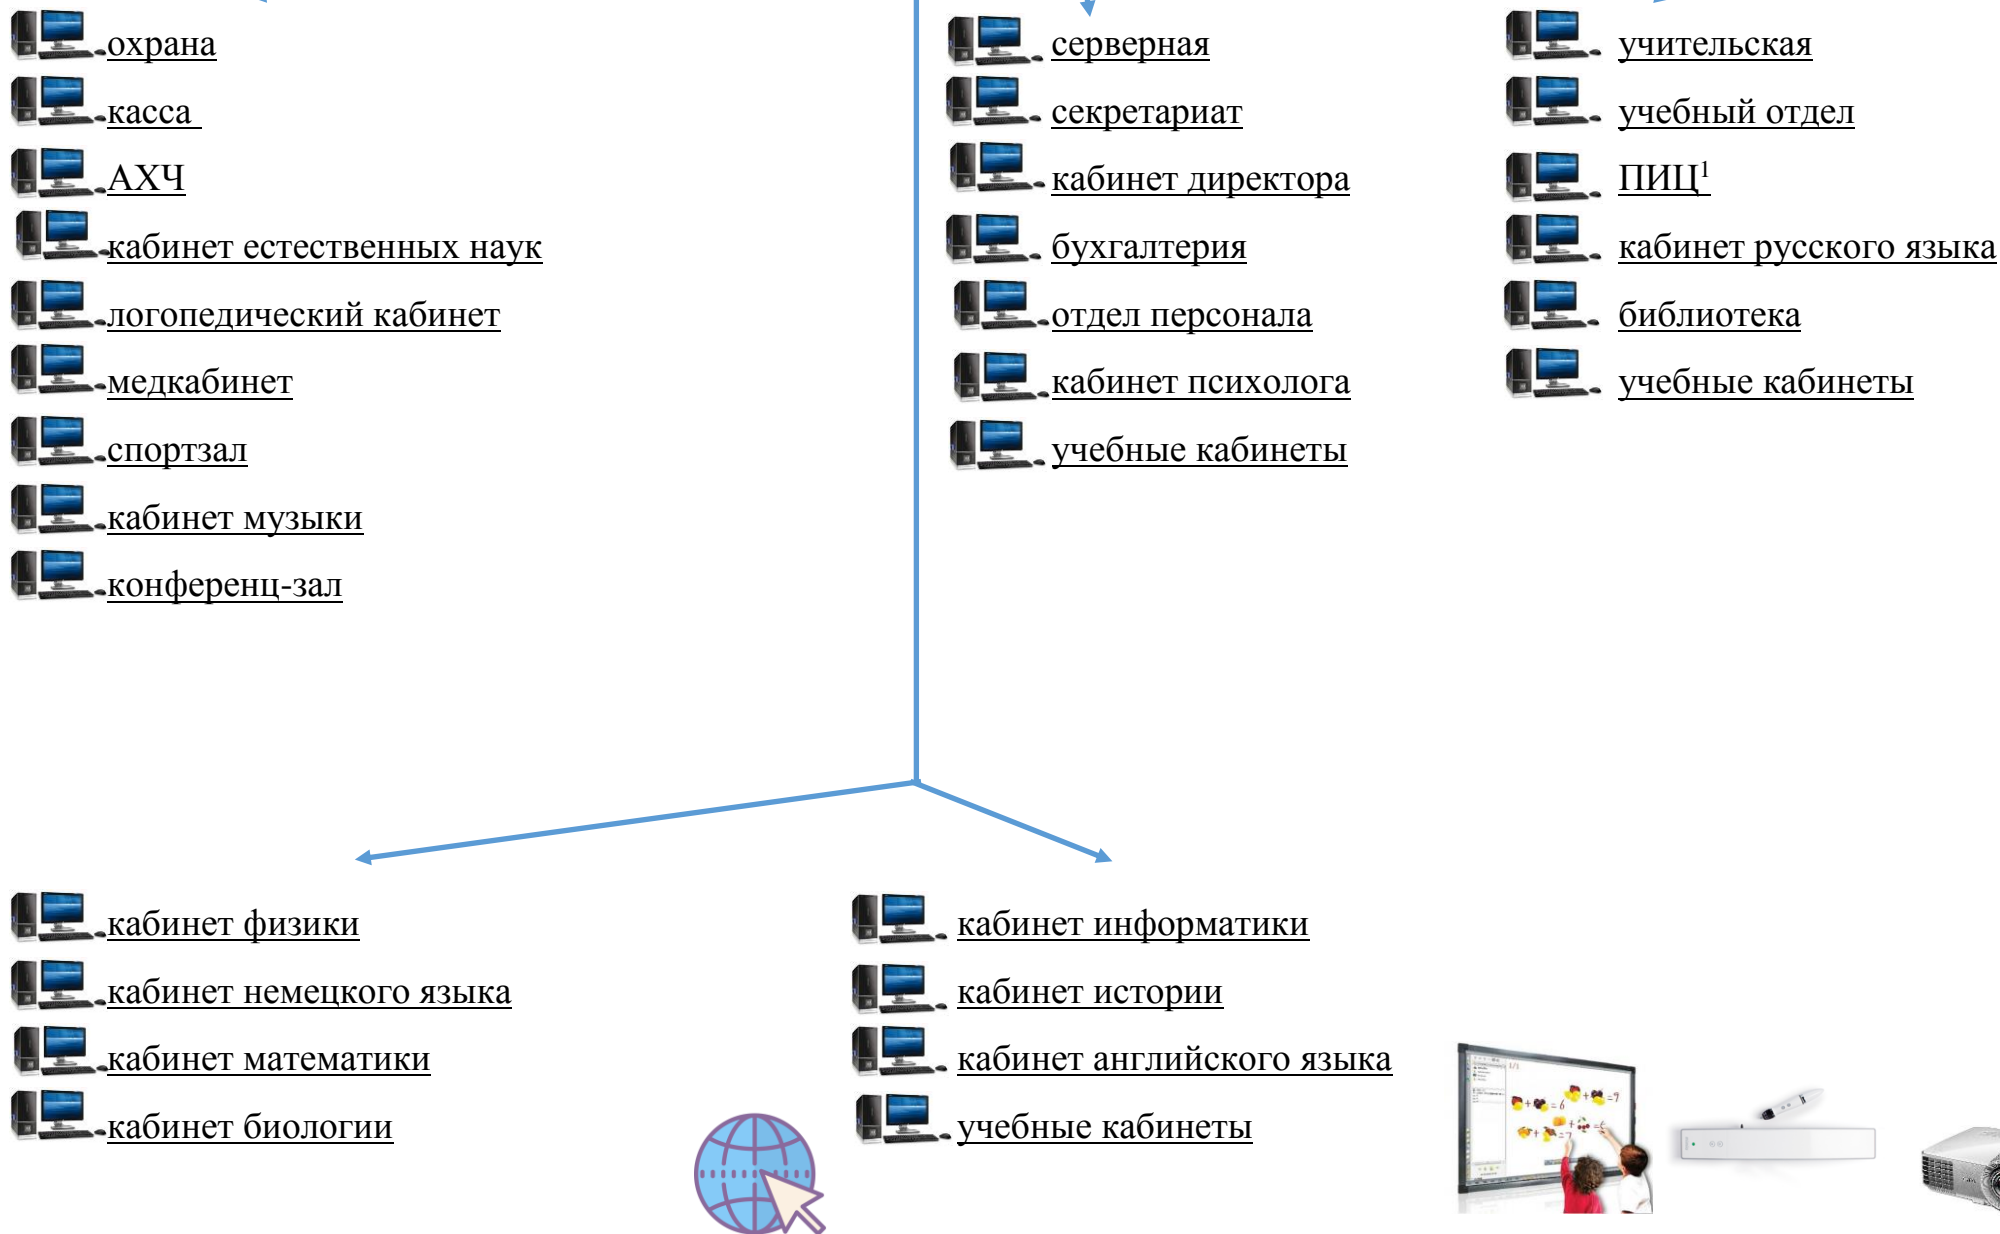 охрана
касса
АХЧ
кабинет естественных наук
логопедический кабинет
медкабинет
спортзал
кабинет музыки
конференц-зал
серверная
секретариат
кабинет директора
бухгалтерия
отдел персонала
кабинет психолога
учебные кабинеты
учительская
учебный отдел
ПИЦ¹
кабинет русского языка
библиотека
учебные кабинеты
кабинет физики
кабинет немецкого языка
кабинет математики
кабинет биологии
кабинет информатики
кабинет истории
кабинет английского языка
учебные кабинеты